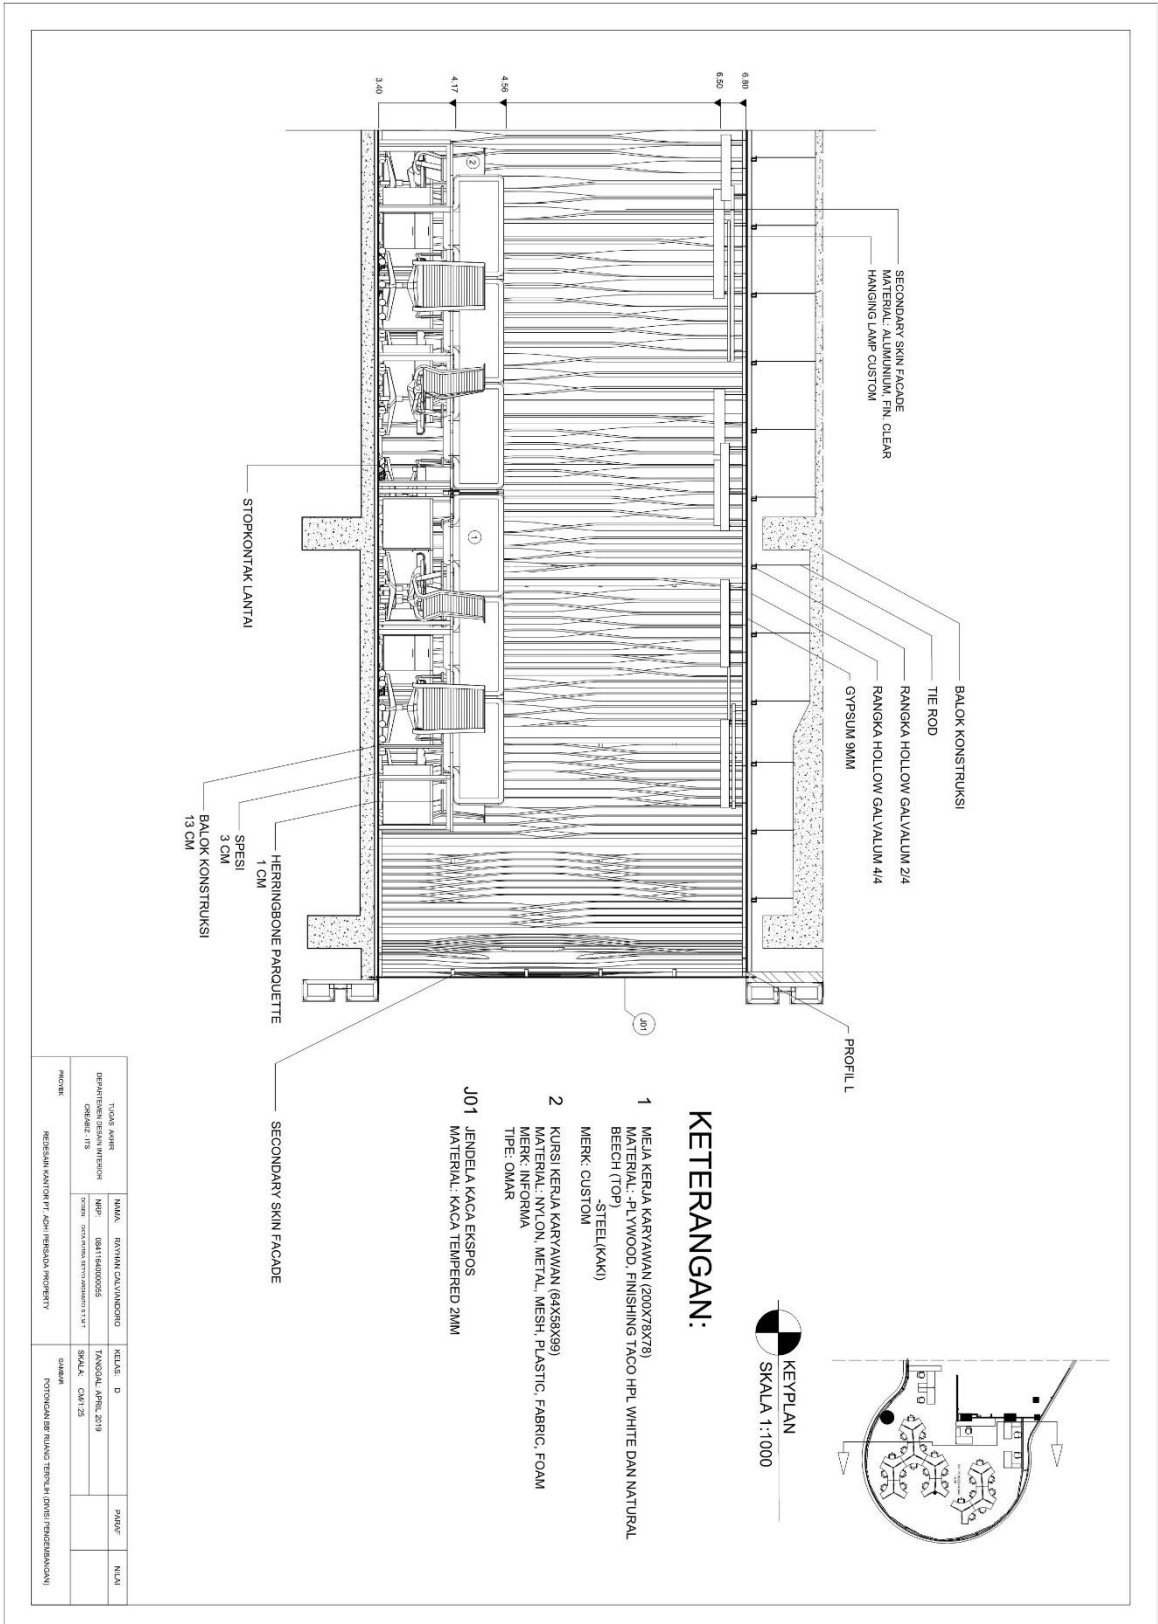 6.80
6.50
4.56
4.17
3.40
SECONDARY SKIN FACADE
MATERIAL: ALUMUNIUM, FIN. CLEAR
HANGING LAMP CUSTOM
BALOK KONSTRUKSI
TIE ROD
RANGKA HOLLOW GALVALUM 2/4
RANGKA HOLLOW GALVALUM 4/4
GYPSUM 9MM
PROFIL L
2
1
J01
STOPKONTAK LANTAI
HERRINGBONE PARQUETTE
1 CM
SPESI
3 CM
BALOK KONSTRUKSI
13 CM
SECONDARY SKIN FACADE
KEYPLAN
SKALA 1:1000
KETERANGAN:
1 MEJA KERJA KARYAWAN (200X78X78)
MATERIAL: -PLYWOOD, FINISHING TACO HPL WHITE DAN NATURAL
BEECH (TOP)
-STEEL(KAKI)
MERK: CUSTOM
2 KURSI KERJA KARYAWAN (64X58X99)
MATERIAL: NYLON, METAL, MESH, PLASTIC, FABRIC, FOAM
MERK: INFORMA
TIPE: OMAR
J01 JENDELA KACA EKSPOS
MATERIAL: KACA TEMPERED 2MM
TUGAS AKHIR
DEPARTEMEN DESAIN INTERIOR
CREABIZ - ITS
NAMA: RAYHAN CALVIANDORO
NRP: 08411640000055
DOSEN:
KELAS: D
TANGGAL: APRIL 2019
SKALA: CM/1:25
PARAF
NILAI
PROYEK
REDESAIN KANTOR PT. ADHI PERSADA PROPERTY
GAMBAR
POTONGAN BB' RUANG TERPILIH (DIVISI PENGEMBANGAN)